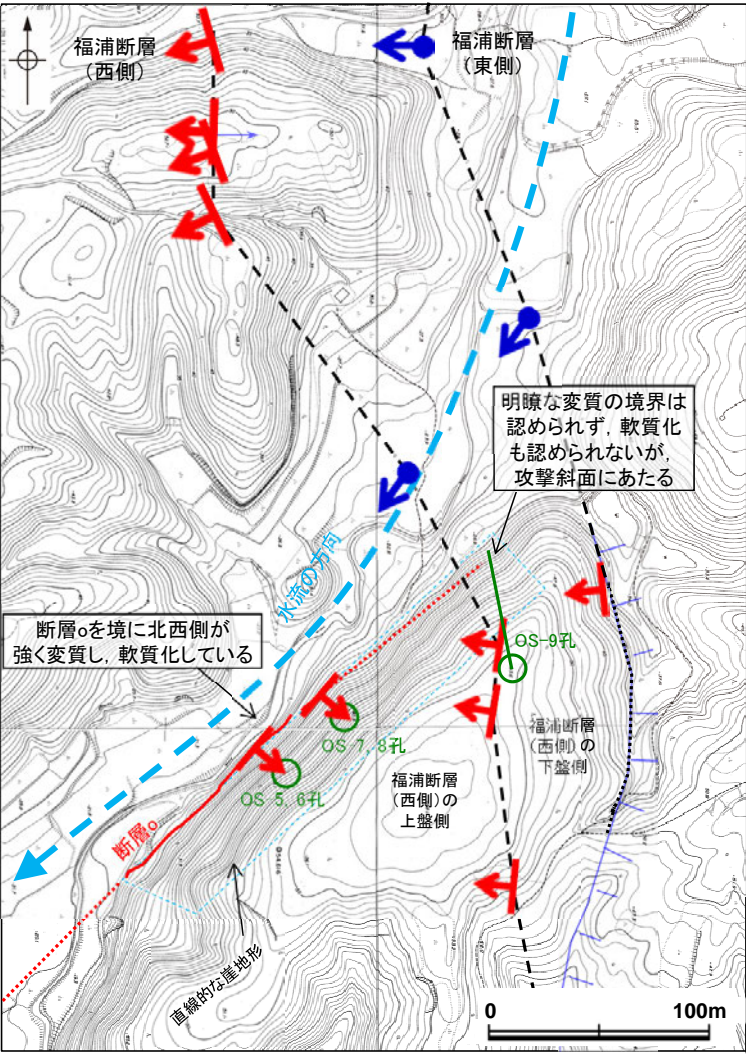 福浦断層
(西側)
福浦断層
(東側)
明瞭な変質の境界は
認められず，軟質化
も認められないが，
攻撃斜面にあたる
水流の方向
断層oを境に北西側が
強く変質し，軟質化している
OS-9孔
OS-7, 8孔
OS-5, 6孔
福浦断層
(西側)の
下盤側
福浦断層
(西側)の
上盤側
断層o
直線的な崖地形
0 100m